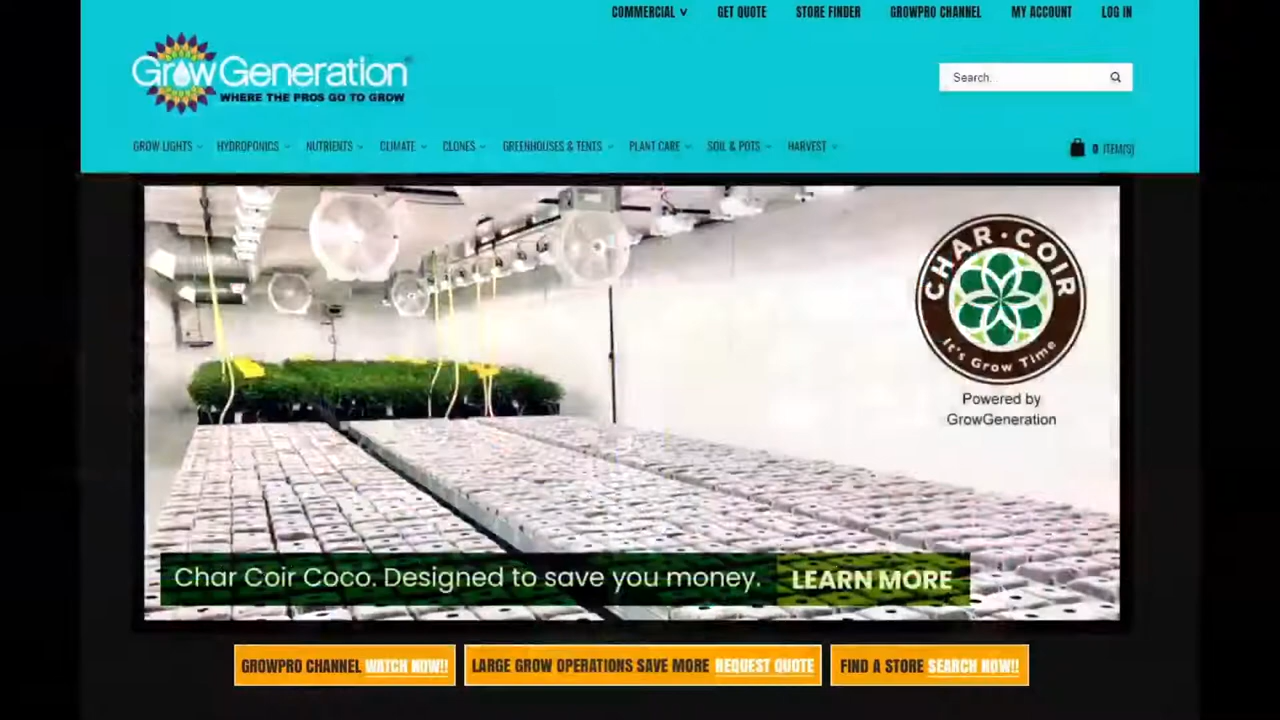 COMMERCIAL GET QUOTE STORE FINDER GROWPRO CHANNEL MY ACCOUNT LOG IN
GrowGeneration
WHERE THE PROS GO TO GROW
Search.
GROW LIGHTS HYDROPONICS NUTRIENTS CLIMATE CLONES GREENHOUSES & TENTS PLANT CARE SOIL & POTS HARVEST 0 ITEM(S)
CHAR·COIR
It's Grow Time
Powered by
GrowGeneration
Char Coir Coco. Designed to save you money. LEARN MORE
GROWPRO CHANNEL WATCH NOW!! LARGE GROW OPERATIONS SAVE MORE REQUEST QUOTE FIND A STORE SEARCH NOW!!